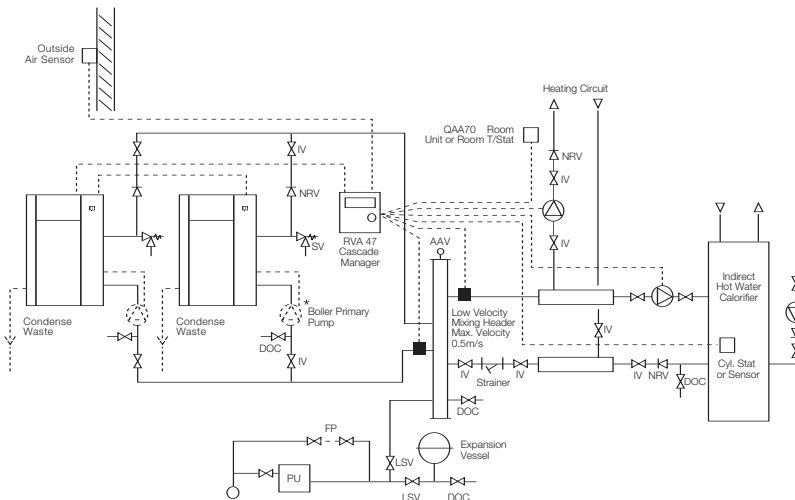 Outside
Air Sensor
Heating Circuit
QAA70 Room
Unit or Room T/Stat
NRV
IV
IV
IV
NRV
SV
RVA 47
Cascade
Manager
AAV
Low Velocity
Mixing Header
Max. Velocity
0.5m/s
Indirect
Hot Water
Calorifier
Cyl. Stat
or Sensor
Condense
Waste
Condense
Waste
*
Boiler Primary
Pump
DOC
IV
IV
IV
Strainer
IV
IV
NRV
DOC
DOC
FP
PU
LSV
Expansion
Vessel
LSV
DOC